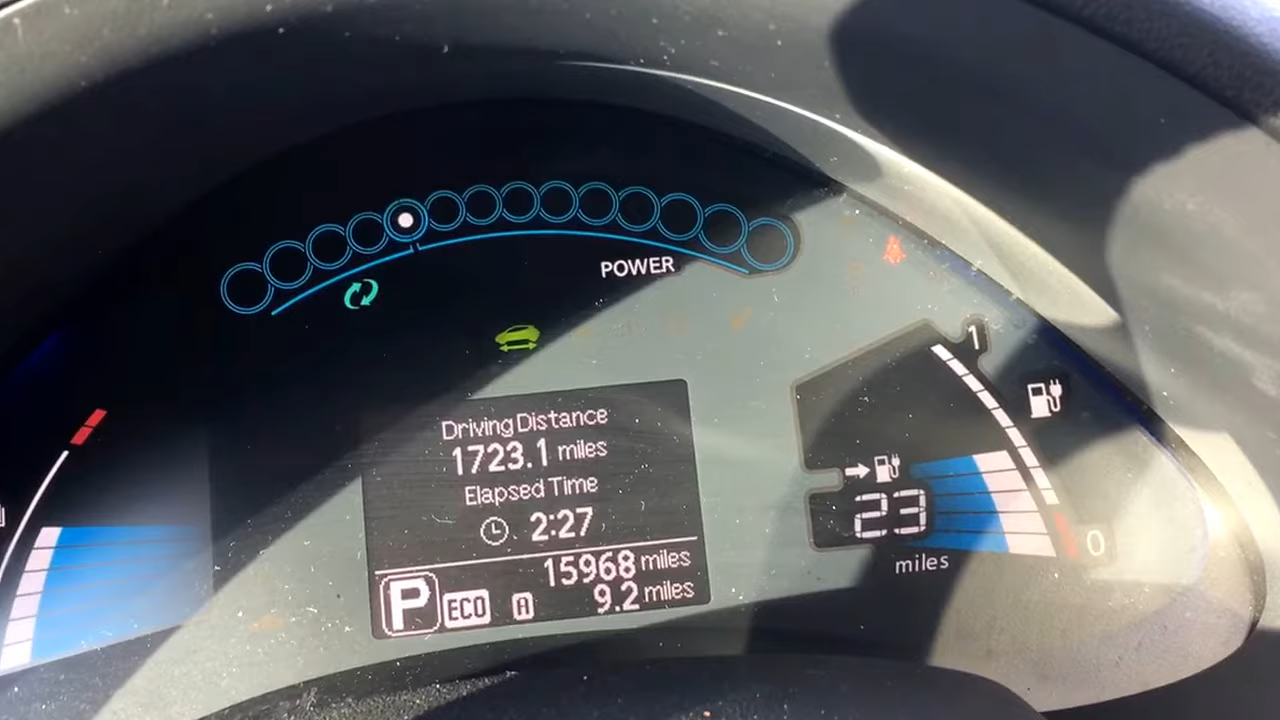 POWER
Driving Distance
1723.1 miles
Elapsed Time
2:27
15968 miles
P ECO A 9.2 miles
1
23
miles
0